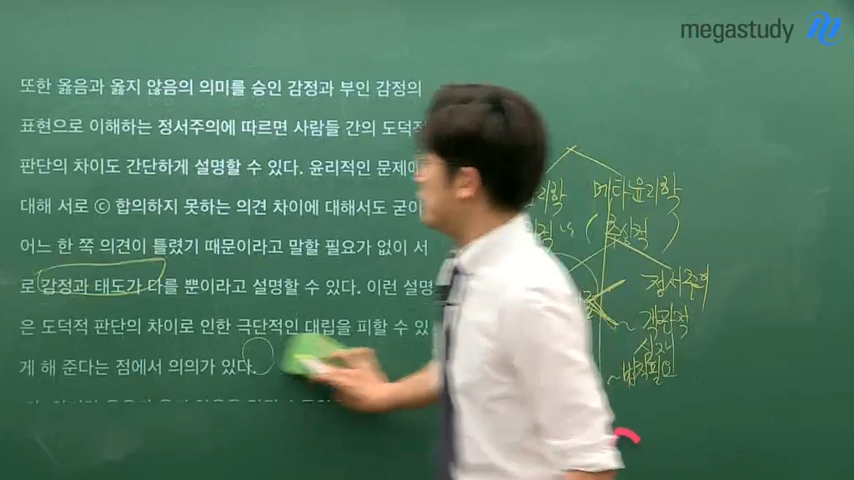 megastudy
또한 옳음과 옳지 않음의 의미를 승인 감정과 부인 감정의
표현으로 이해하는 정서주의에 따르면 사람들 간의 도덕적
판단의 차이도 간단하게 설명할 수 있다. 윤리적인 문제에
대해 서로 ⓒ 합의하지 못하는 의견 차이에 대해서도 굳이
어느 한 쪽 의견이 틀렸기 때문이라고 말할 필요가 없이 서
로 감정과 태도가 다를 뿐이라고 설명할 수 있다. 이런 설명
은 도덕적 판단의 차이로 인한 극단적인 대립을 피할 수 있
게 해 준다는 점에서 의의가 있다.
메타윤리학
vs (추상적)
정서주의
~ 객관적
실재